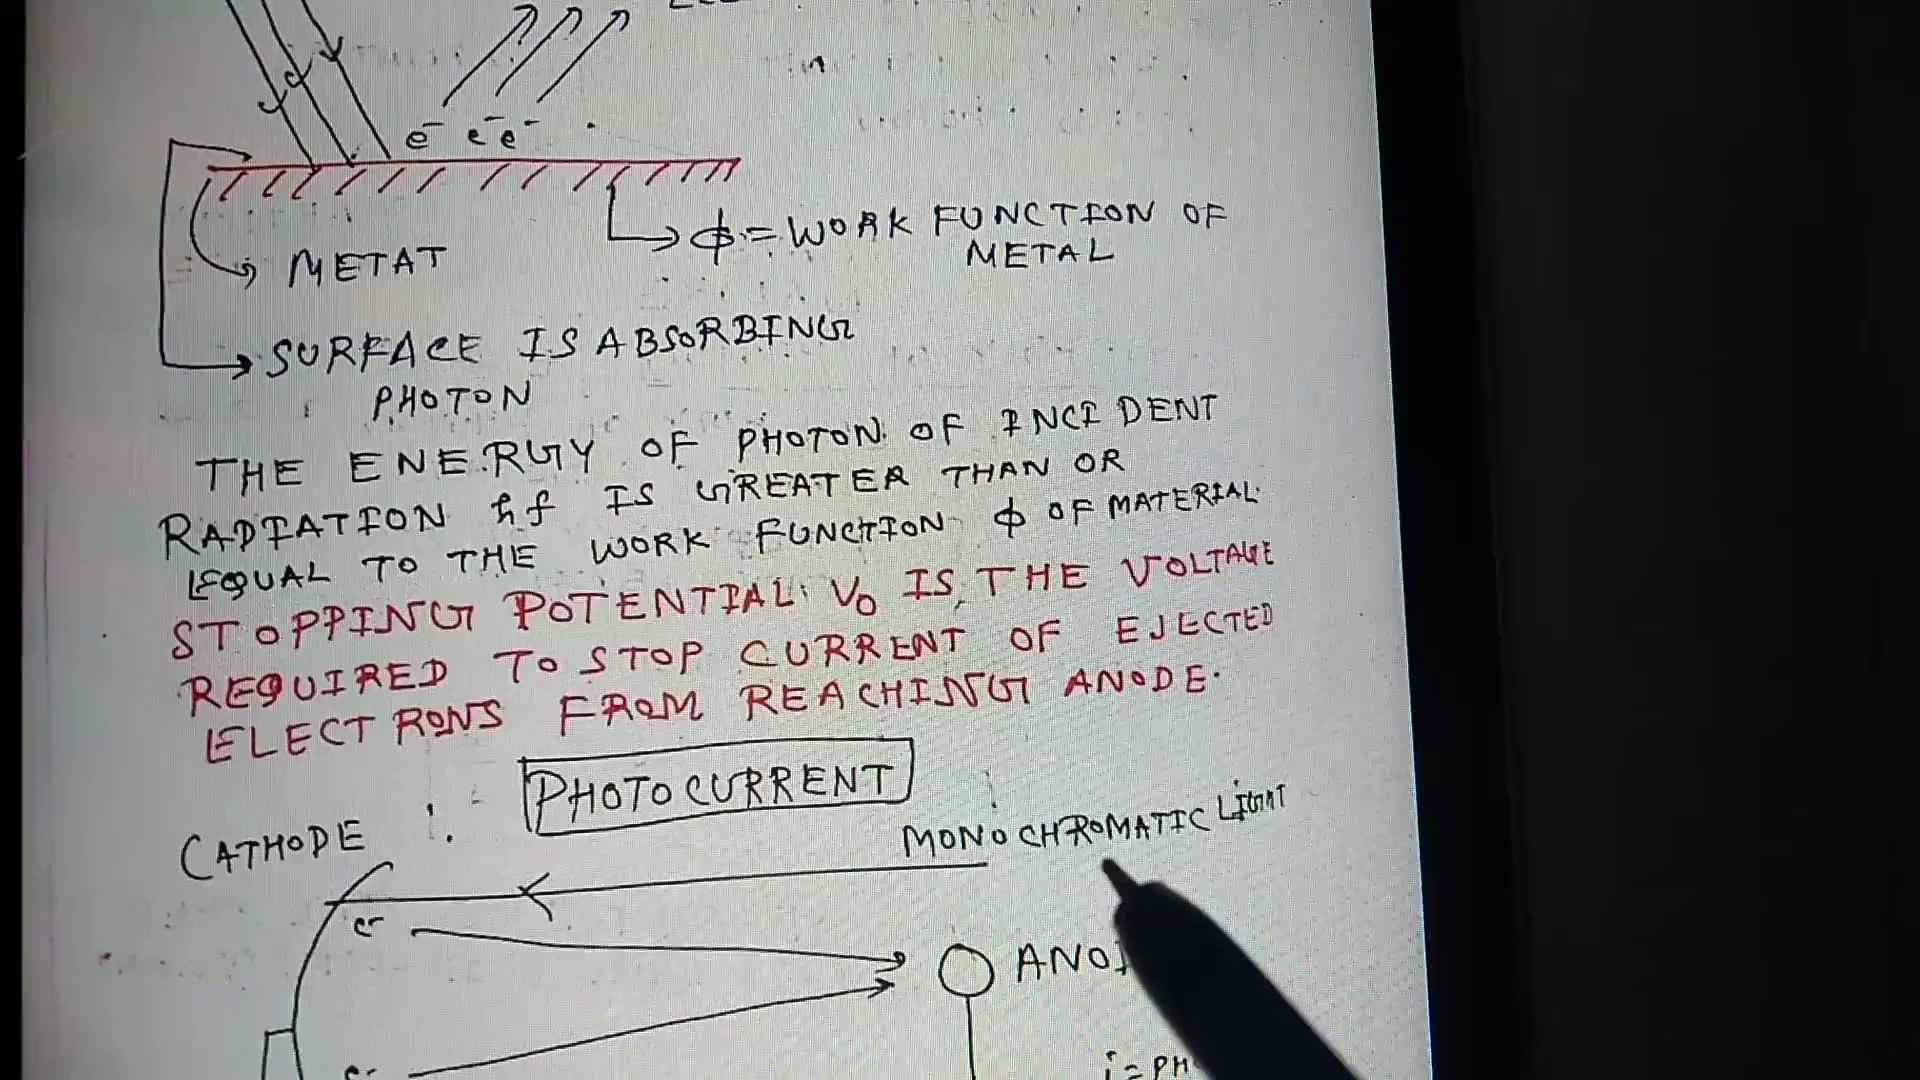 e⁻ e⁻ e⁻
METAT
ϕ = WORK FUNCTION OF
METAL
SURFACE IS ABSORBING
PHOTON
THE ENERGY OF PHOTON OF INCIDENT
RADIATION hf IS GREATER THAN OR
EQUAL TO THE WORK FUNCTION ϕ OF MATERIAL.
STOPPING POTENTIAL: V₀ IS THE VOLTAGE
REQUIRED TO STOP CURRENT OF EJECTED
ELECTRONS FROM REACHING ANODE.
PHOTOCURRENT
CATHODE
MONOCHROMATIC LIGHT
e⁻
e⁻
i =